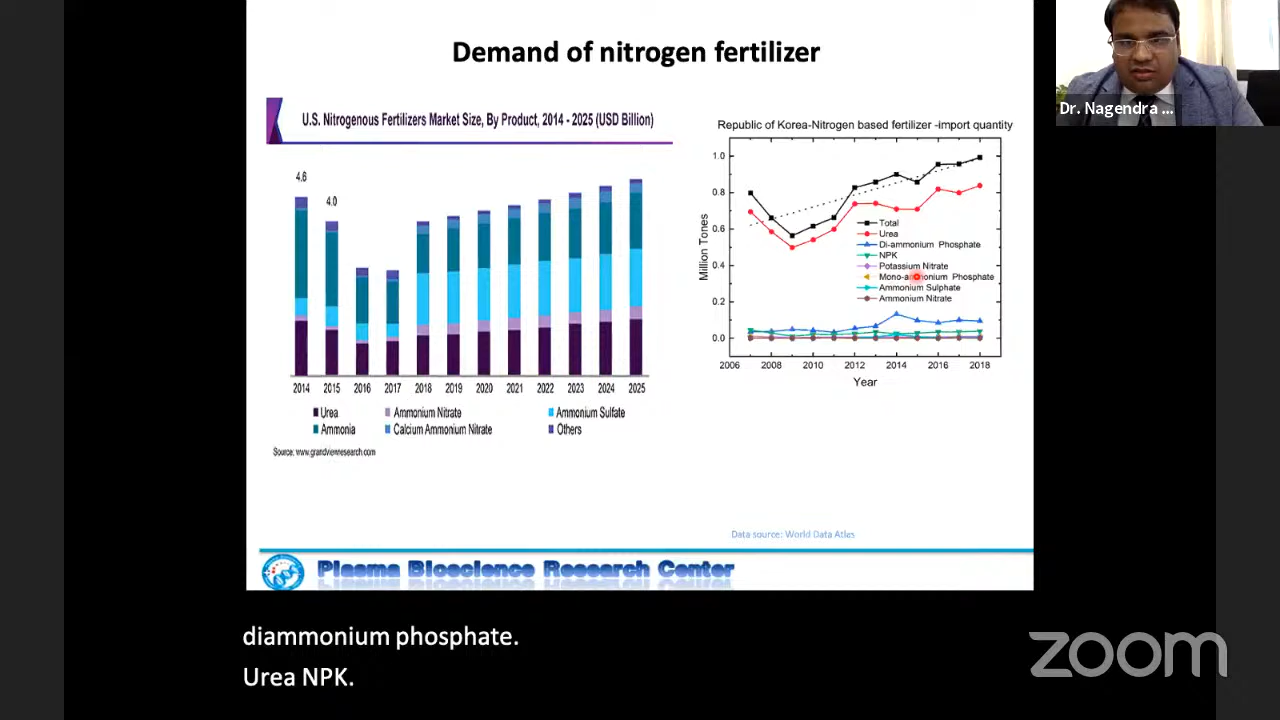 Demand of nitrogen fertilizer
U.S. Nitrogenous Fertilizers Market Size, By Product, 2014 - 2025 (USD Billion)
4.6
4.0
2014 2015 2016 2017 2018 2019 2020 2021 2022 2023 2024 2025
Urea Ammonium Nitrate Ammonium Sulfate
Ammonia Calcium Ammonium Nitrate Others
Source: www.grandviewresearch.com
Republic of Korea-Nitrogen based fertilizer -import quantity
Million Tones
1.0
0.8
0.6
0.4
0.2
0.0
Total
Urea
Di-ammonium Phosphate
NPK
Potassium Nitrate
Mono-ammonium Phosphate
Ammonium Sulphate
Ammonium Nitrate
2006 2008 2010 2012 2014 2016 2018
Year
Data source: World Data Atles
Plasma Bioscience Research Center
Dr. Nagendra ...
diammonium phosphate.
Urea NPK.
zoom